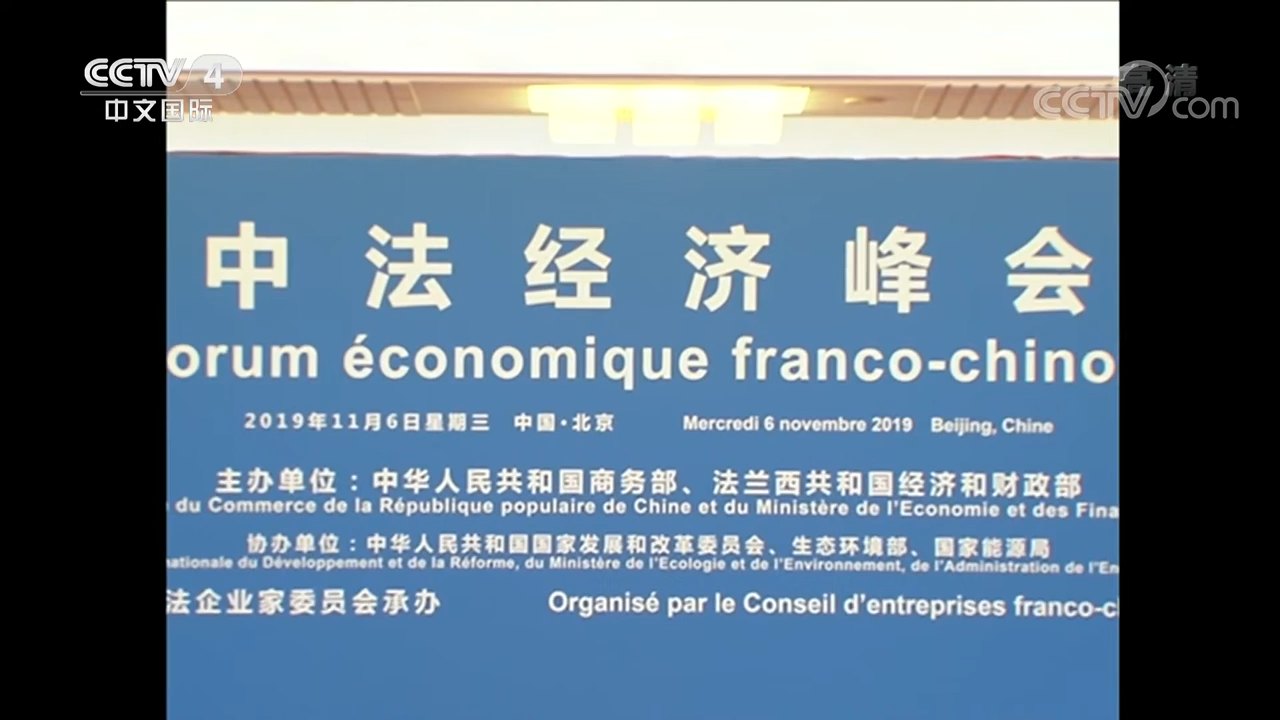 CCTV 4
中文国际
高清
CCTV.com
中法经济峰会
orum économique franco-chino
2019年11月6日星期三 中国·北京 Mercredi 6 novembre 2019 Beijing, Chine
主办单位：中华人民共和国商务部、法兰西共和国经济和财政部
du Commerce de la République populaire de Chine et du Ministère de l'Economie et des Fina
协办单位：中华人民共和国国家发展和改革委员会、生态环境部、国家能源局
nationale du Développement et de la Réforme, du Ministère de l'Ecologie et de l'Environnement, de l'Administration de l'En
法企业家委员会承办 Organisé par le Conseil d'entreprises franco-c